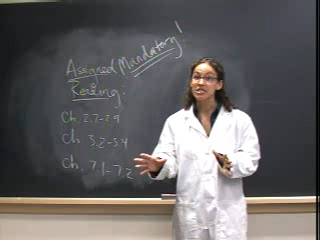 Assigned Mandatory!
Reading:
Ch. 2.7-2.9
Ch. 3.2-3.4
Ch. 7.1-7.2